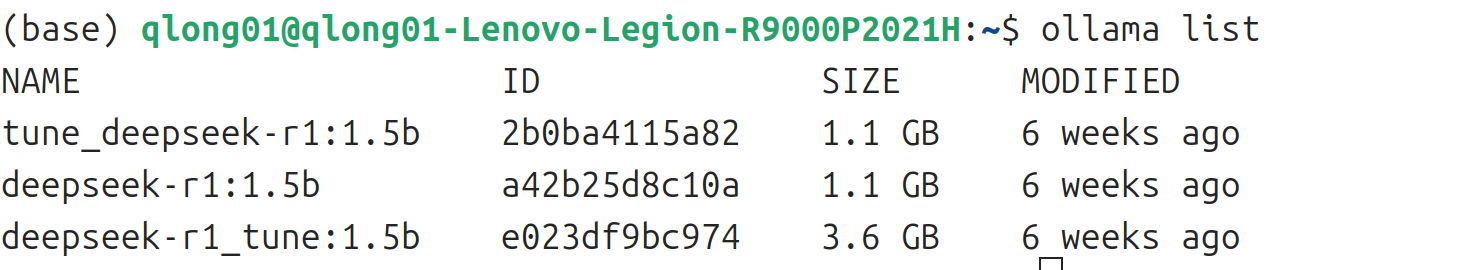 (base) qlong01@qlong01-Lenovo-Legion-R9000P2021H:~$ ollama list
NAME ID SIZE MODIFIED
tune_deepseek-r1:1.5b 2b0ba4115a82 1.1 GB 6 weeks ago
deepseek-r1:1.5b a42b25d8c10a 1.1 GB 6 weeks ago
deepseek-r1_tune:1.5b e023df9bc974 3.6 GB 6 weeks ago